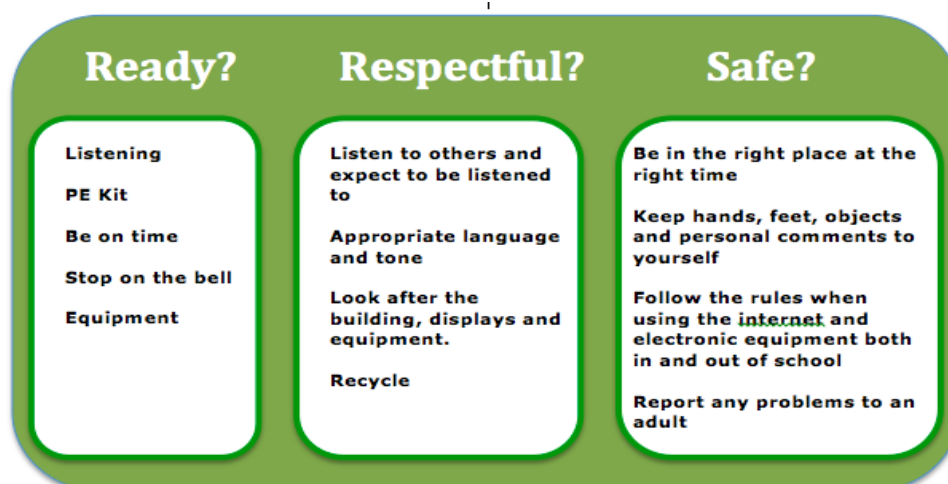 Ready?
Listening
PE Kit
Be on time
Stop on the bell
Equipment
Respectful?
Listen to others and
expect to be listened
to
Appropriate language
and tone
Look after the
building, displays and
equipment.
Recycle
Safe?
Be in the right place at the
right time
Keep hands, feet, objects
and personal comments to
yourself
Follow the rules when
using the internet and
electronic equipment both
in and out of school
Report any problems to an
adult